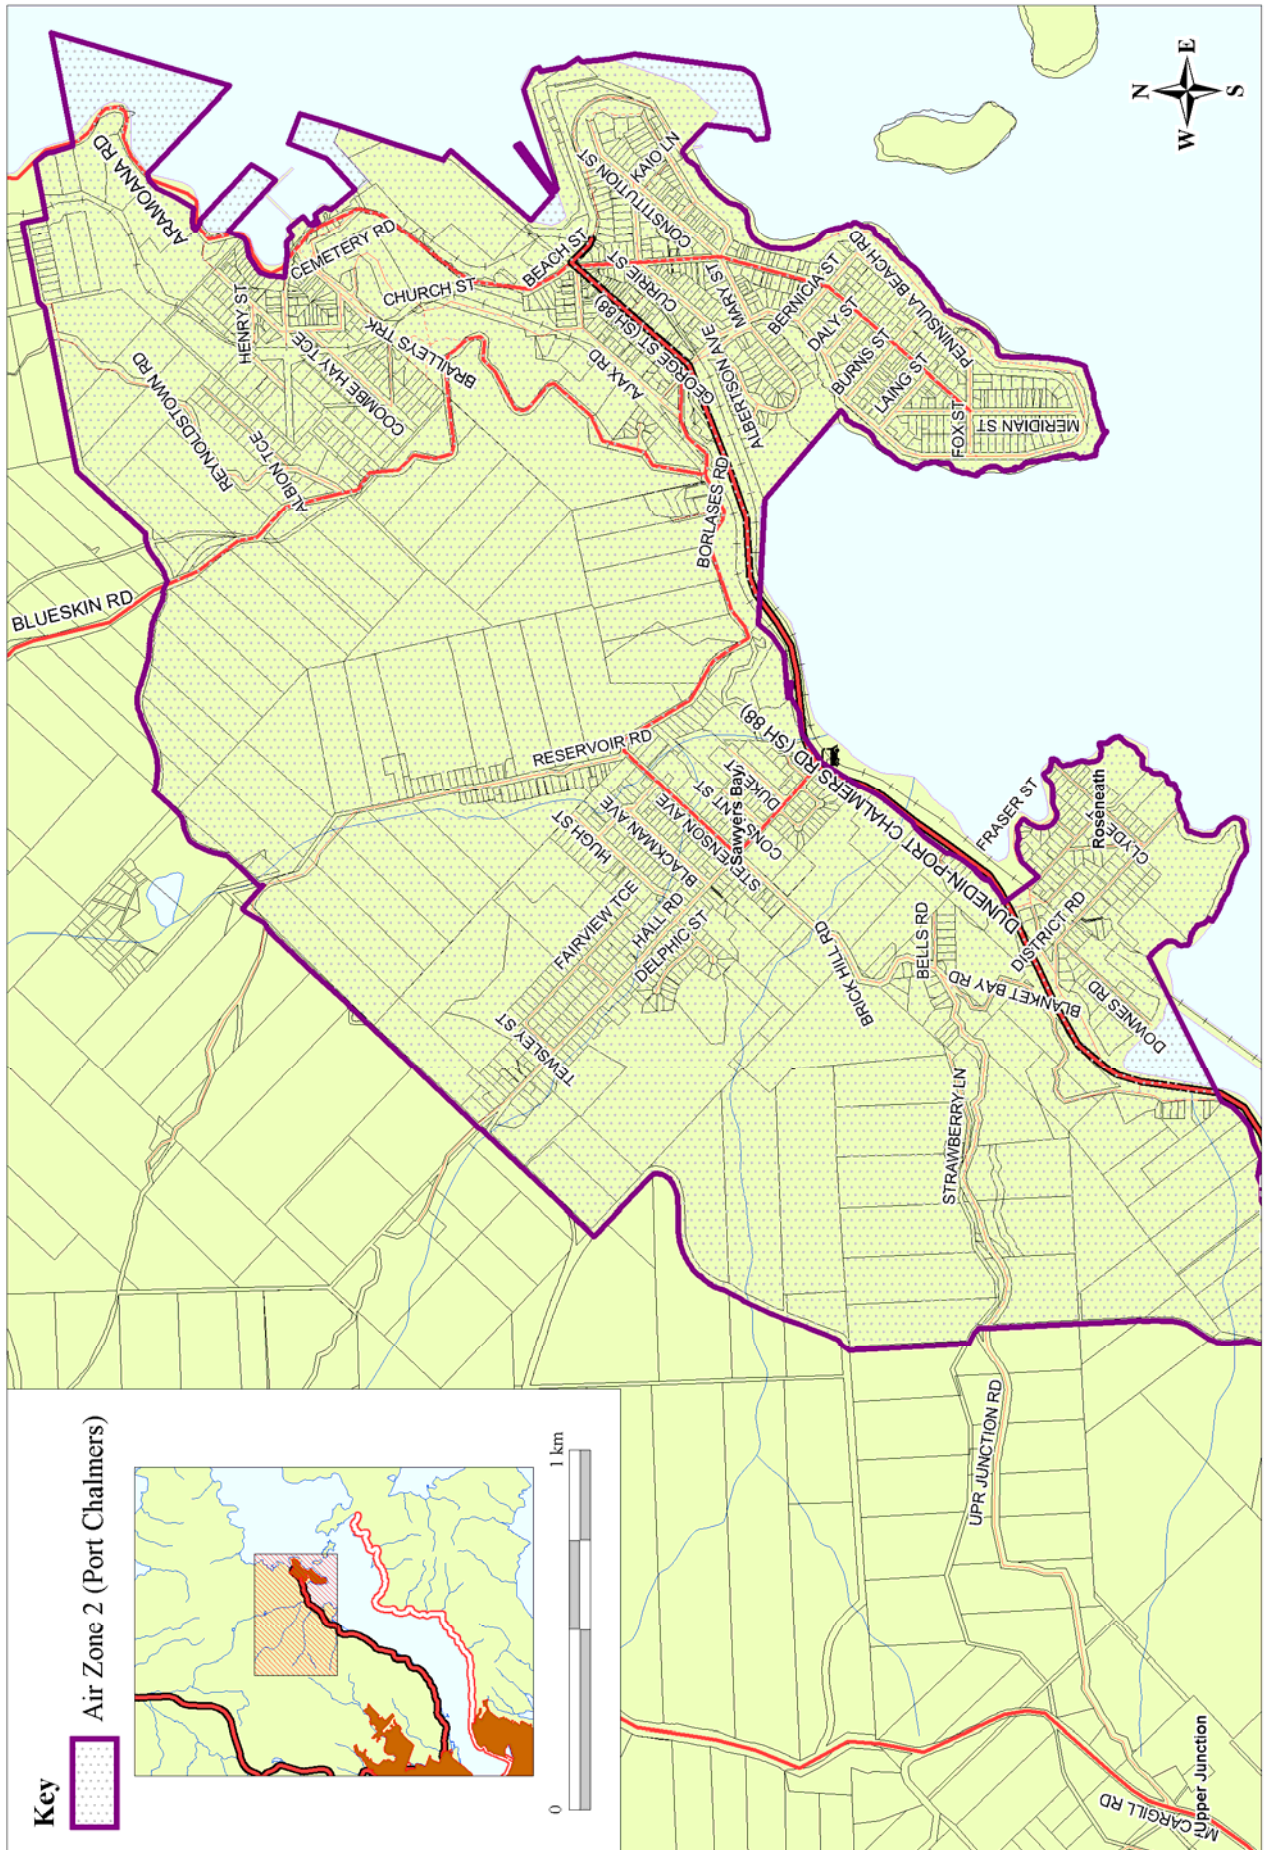 Key
Air Zone 2 (Port Chalmers)
0
1 km
N
W
E
S
ARAMOANA RD
CEMETERY RD
HENRY ST
CHURCH ST
BEACH ST
REYNOLDSTOWN RD
COOMBE HAY TCE
BRAILLEYS TRK
ALBION TCE
BLUESKIN RD
CONSTITUTION ST
KAIO LN
CURRIE ST
MARY ST
GEORGE ST (SH 88)
AJAX RD
ALBERTSON AVE
BERNICIA ST
DALY ST
BURNS ST
LAING ST
PENINSULA BEACH RD
FOX ST
MERIDIAN ST
BORLASES RD
RESERVOIR RD
DUKE ST
CONSTANT ST
Sawyers Bay
STEVENSON AVE
BLACKMAN AVE
HUGH ST
FAIRVIEW TCE
HALL RD
DELPHIC ST
TEWSLEY ST
DUNEDIN-PORT CHALMERS RD (SH 88)
FRASER ST
Roseneath
CLYDE ST
DISTRICT RD
BRICK HILL RD
BELLS RD
BLANKET BAY RD
DOWNES RD
STRAWBERRY LN
UPR JUNCTION RD
MT CARGILL RD
Upper Junction